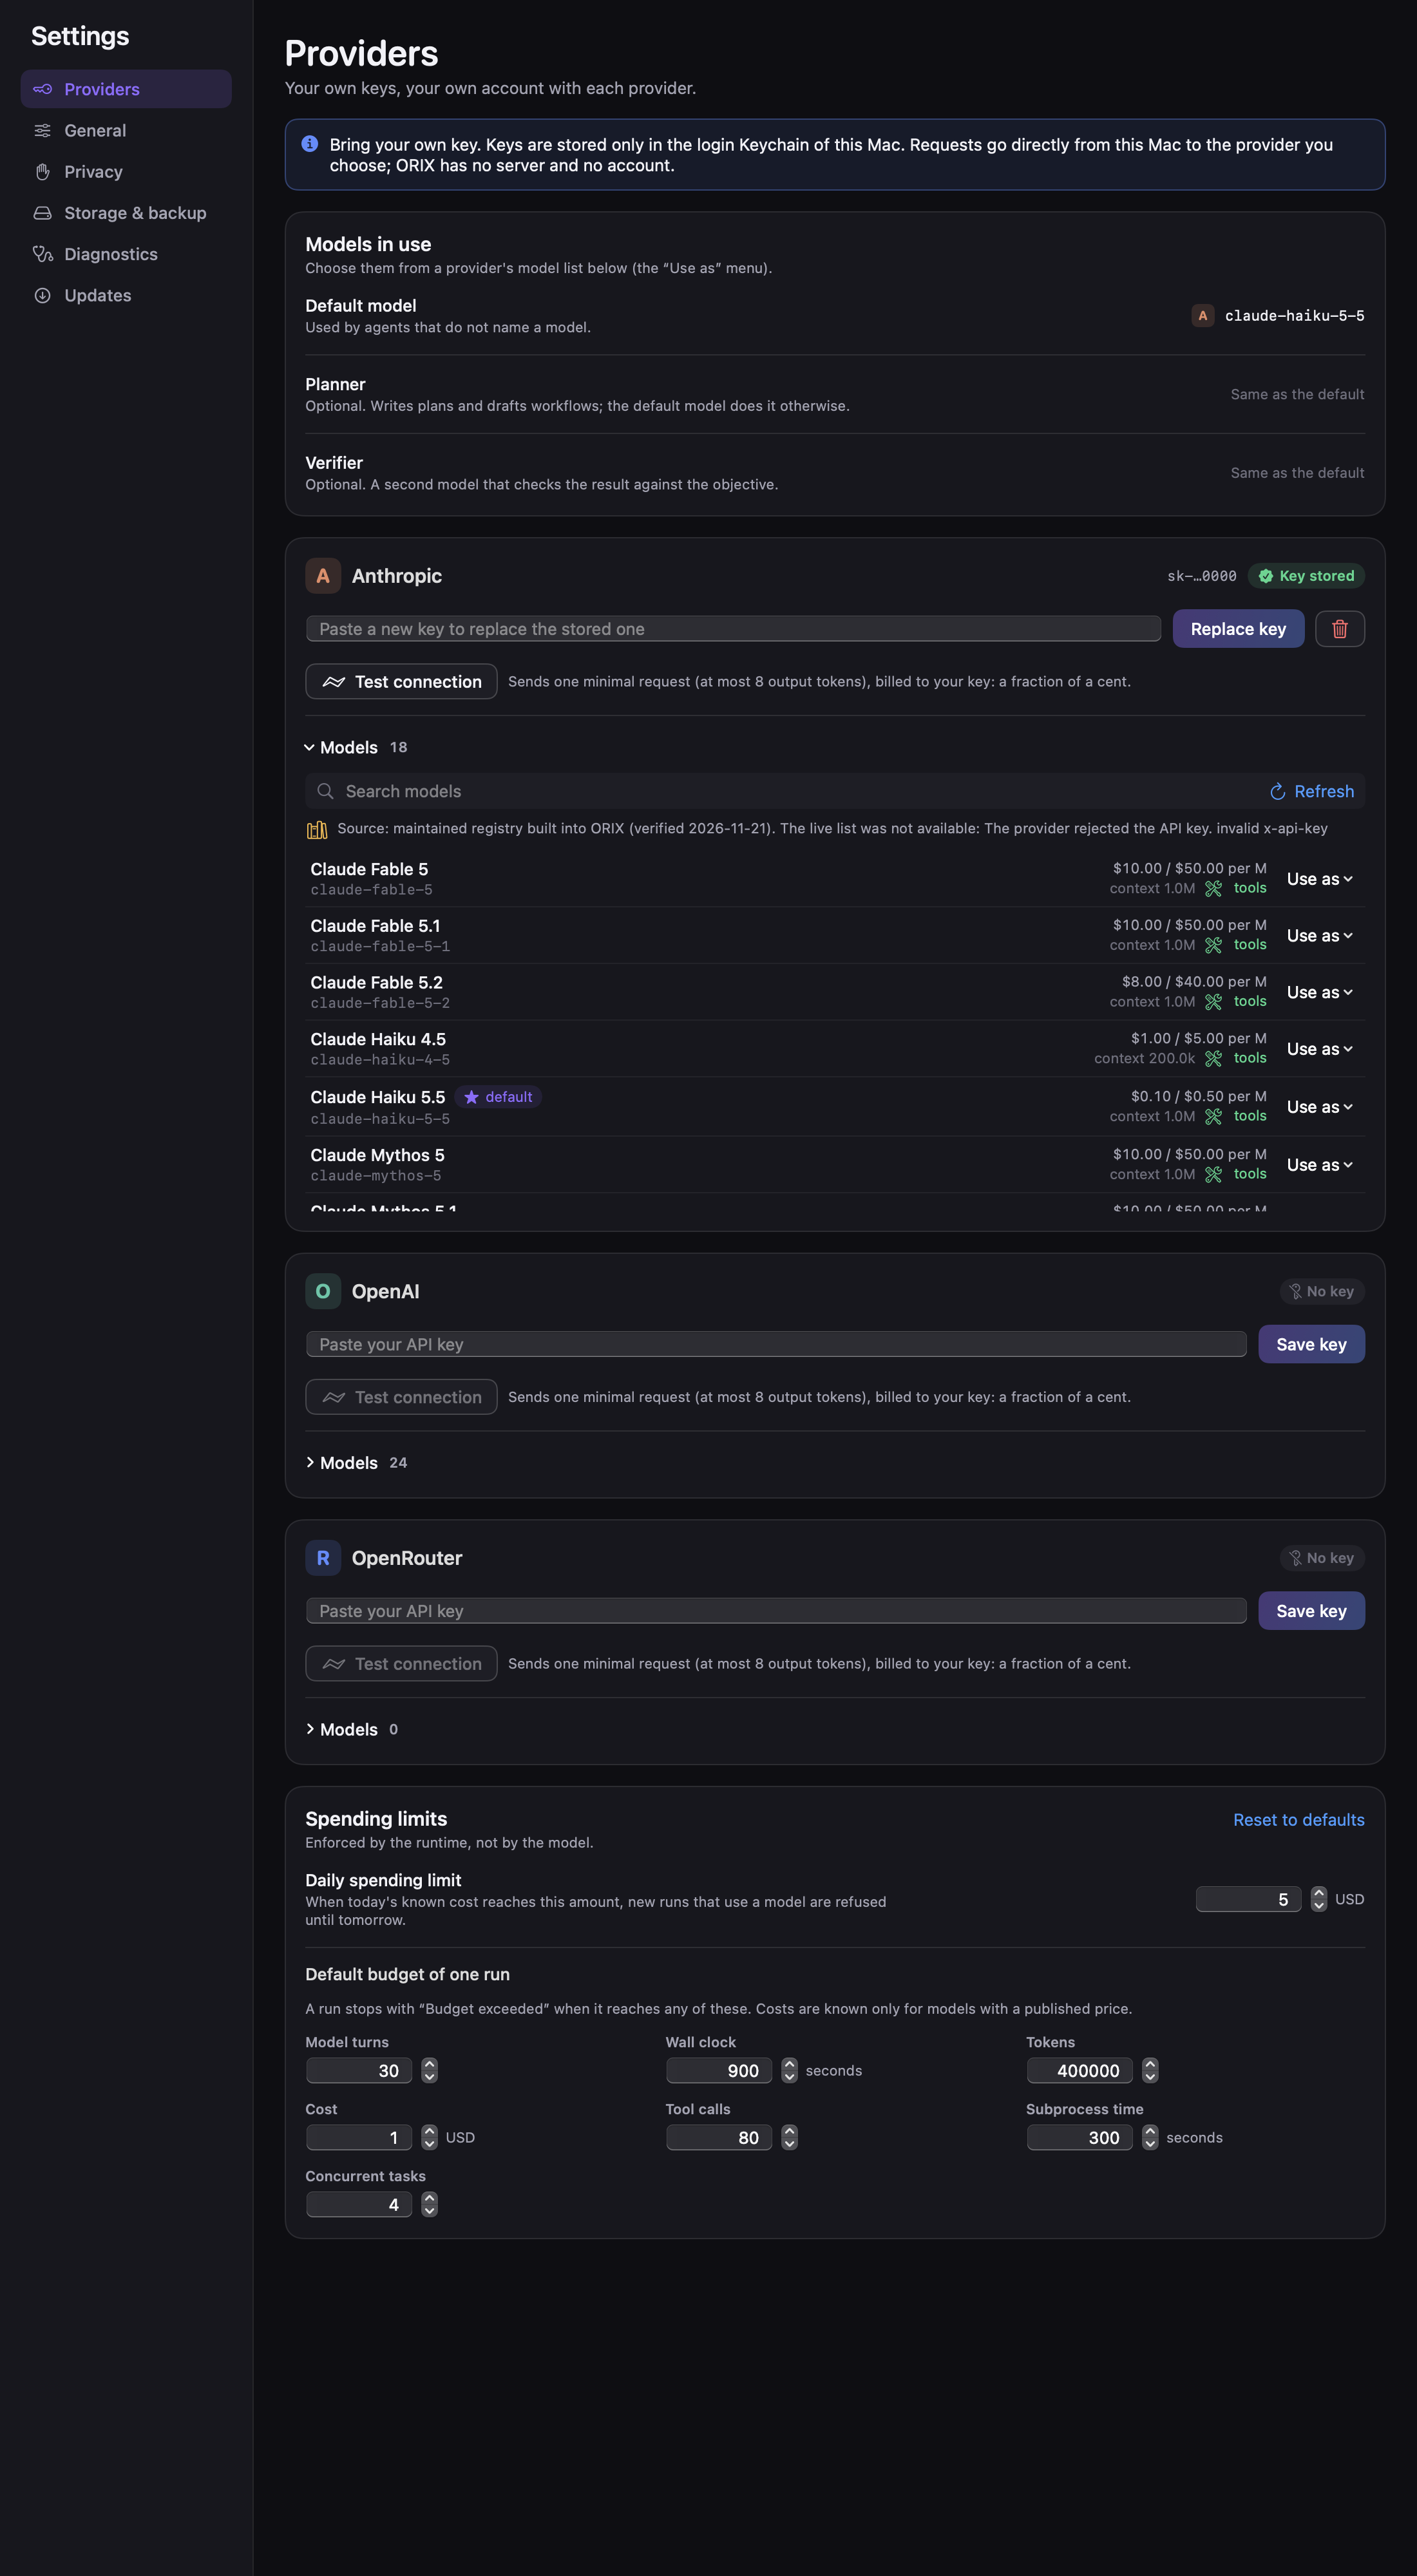 Settings
Providers
General
Privacy
Storage & backup
Diagnostics
Updates
Providers
Your own keys, your own account with each provider.
Bring your own key. Keys are stored only in the login Keychain of this Mac. Requests go directly from this Mac to the provider you
choose; ORIX has no server and no account.
Models in use
Choose them from a provider's model list below (the “Use as” menu).
Default model
Used by agents that do not name a model.
A claude-haiku-5-5
Planner
Optional. Writes plans and drafts workflows; the default model does it otherwise.
Same as the default
Verifier
Optional. A second model that checks the result against the objective.
Same as the default
A Anthropic
sk-…0000 Key stored
Paste a new key to replace the stored one
Replace key
Test connection
Sends one minimal request (at most 8 output tokens), billed to your key: a fraction of a cent.
Models 18
Search models
Refresh
Source: maintained registry built into ORIX (verified 2026-11-21). The live list was not available: The provider rejected the API key. invalid x-api-key
Claude Fable 5
claude-fable-5
$10.00 / $50.00 per M
context 1.0M tools
Use as
Claude Fable 5.1
claude-fable-5-1
$10.00 / $50.00 per M
context 1.0M tools
Use as
Claude Fable 5.2
claude-fable-5-2
$8.00 / $40.00 per M
context 1.0M tools
Use as
Claude Haiku 4.5
claude-haiku-4-5
$1.00 / $5.00 per M
context 200.0k tools
Use as
Claude Haiku 5.5 default
claude-haiku-5-5
$0.10 / $0.50 per M
context 1.0M tools
Use as
Claude Mythos 5
claude-mythos-5
$10.00 / $50.00 per M
context 1.0M tools
Use as
Claude Mythos 5.1
$10.00 / $50.00 per M
O OpenAI
No key
Paste your API key
Save key
Test connection
Sends one minimal request (at most 8 output tokens), billed to your key: a fraction of a cent.
Models 24
R OpenRouter
No key
Paste your API key
Save key
Test connection
Sends one minimal request (at most 8 output tokens), billed to your key: a fraction of a cent.
Models 0
Spending limits
Reset to defaults
Enforced by the runtime, not by the model.
Daily spending limit
When today's known cost reaches this amount, new runs that use a model are refused
until tomorrow.
5 USD
Default budget of one run
A run stops with “Budget exceeded” when it reaches any of these. Costs are known only for models with a published price.
Model turns
30
Wall clock
900 seconds
Tokens
400000
Cost
1 USD
Tool calls
80
Subprocess time
300 seconds
Concurrent tasks
4